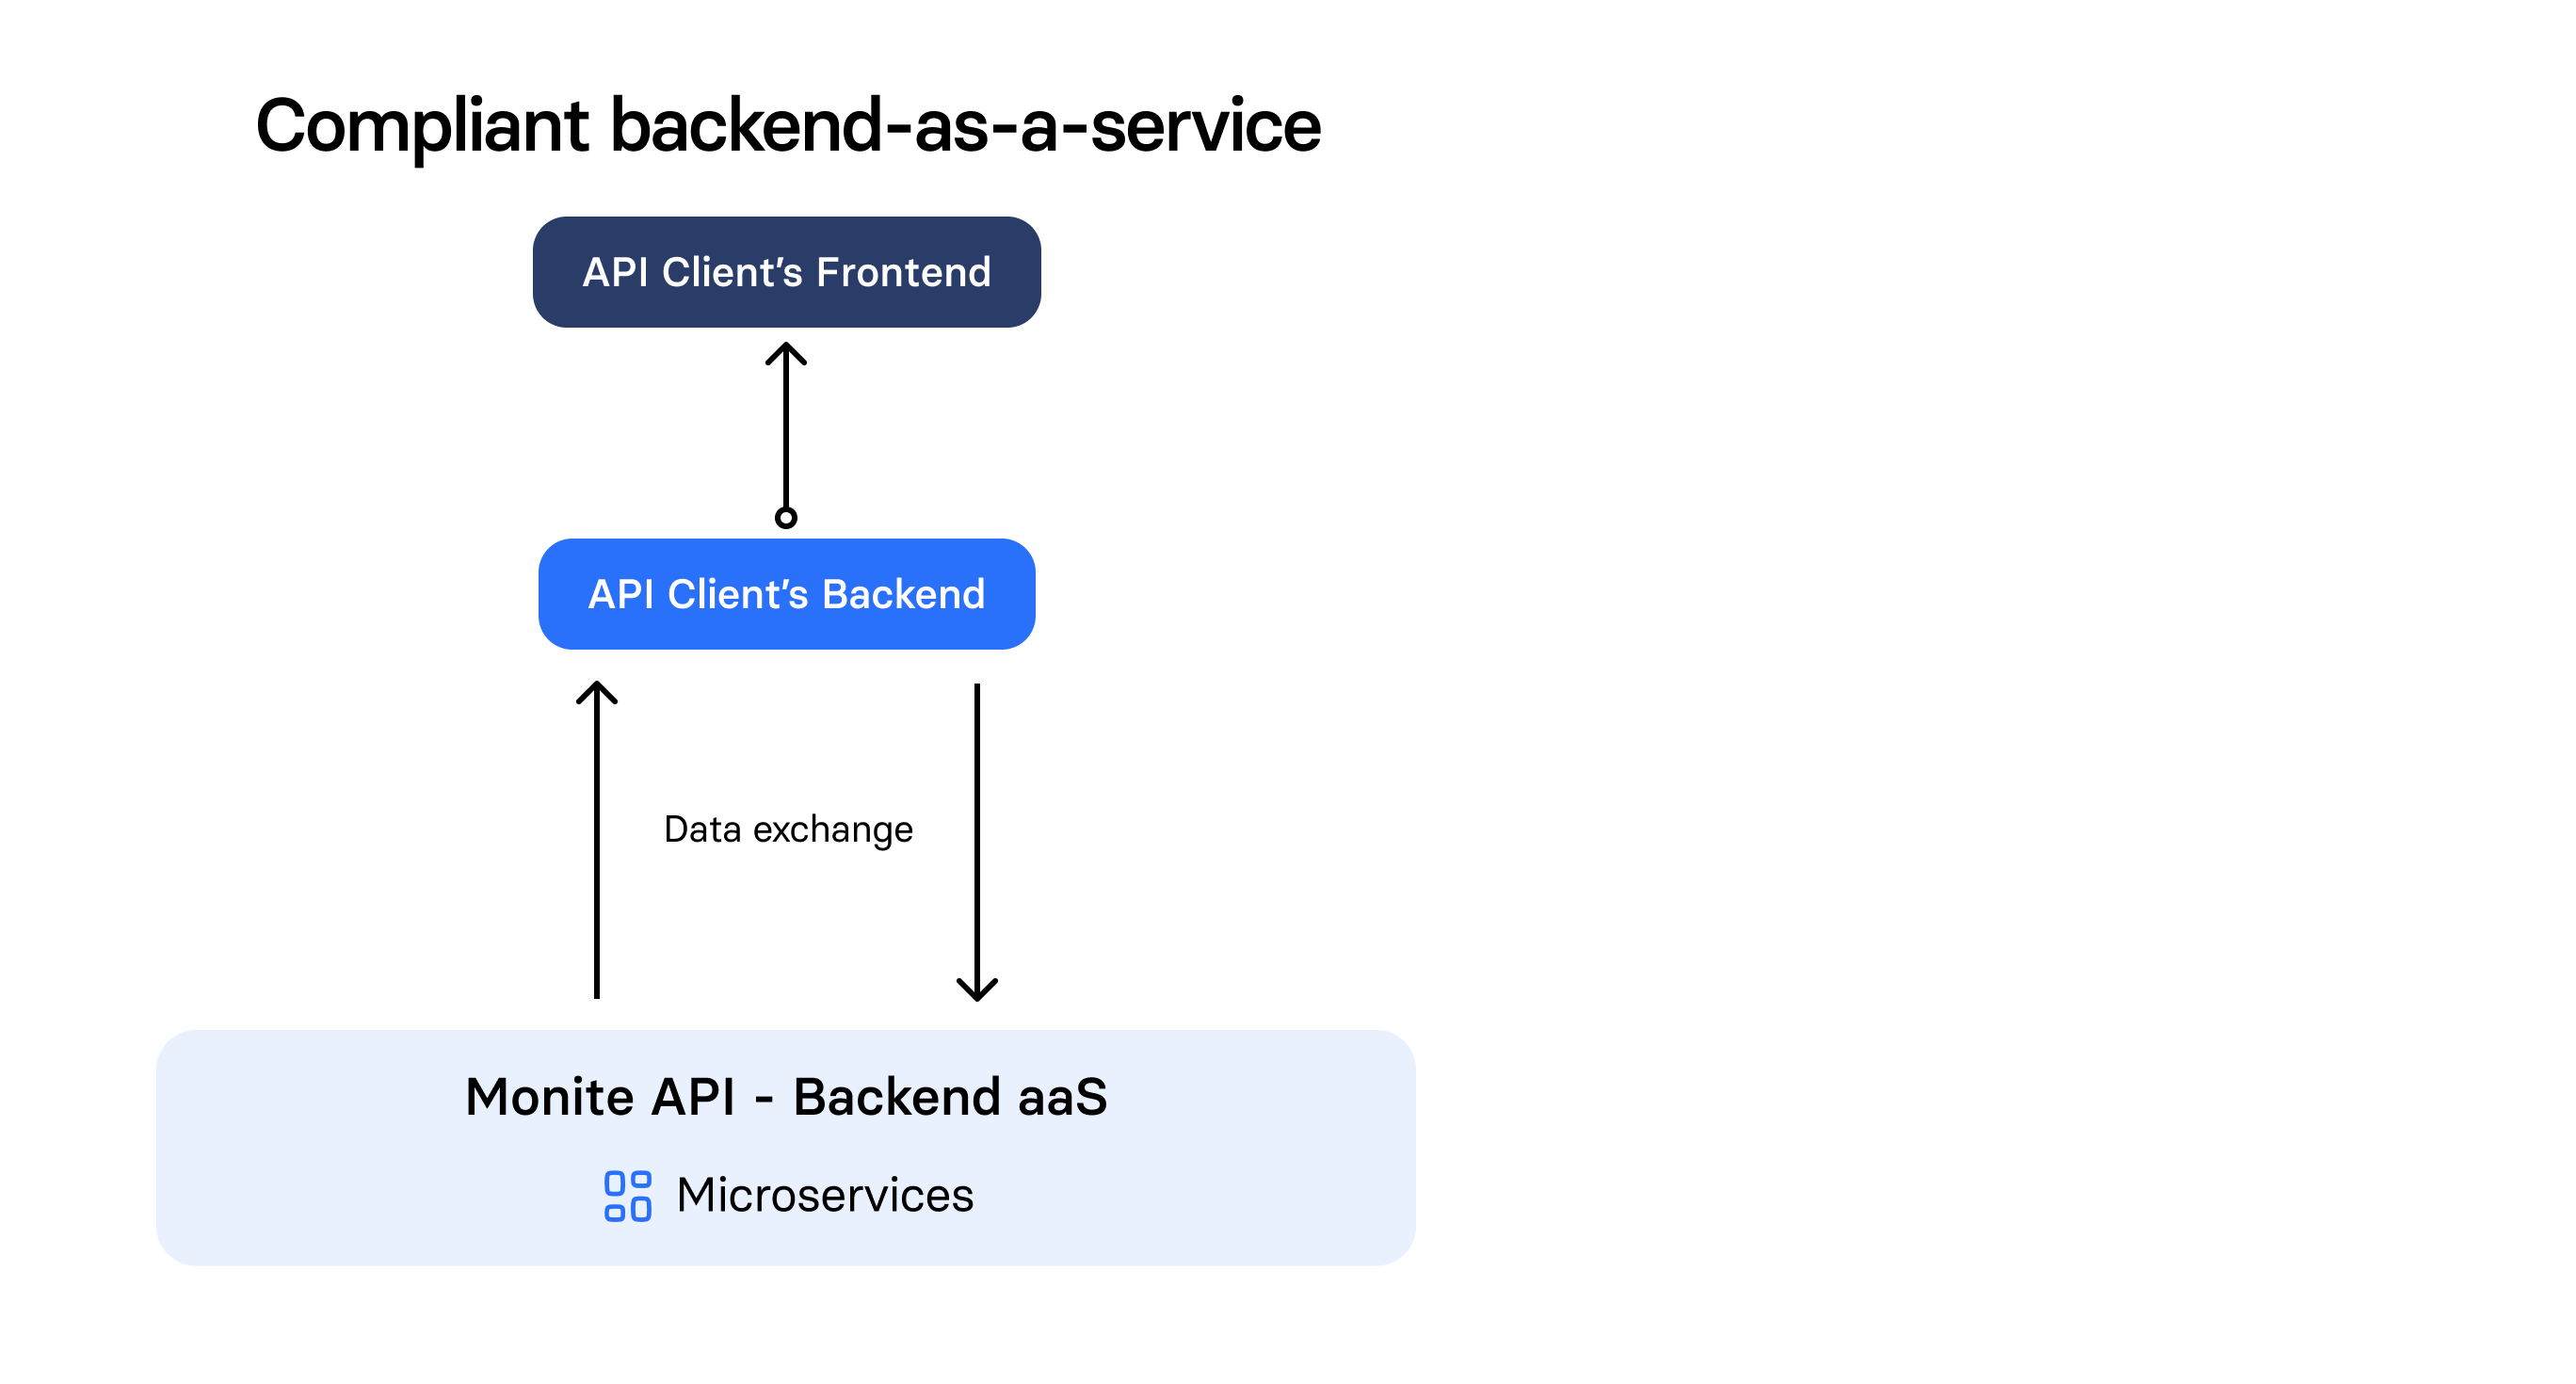 Compliant backend-as-a-service
API Client’s Frontend
API Client’s Backend
Data exchange
Monite API - Backend aaS
Microservices